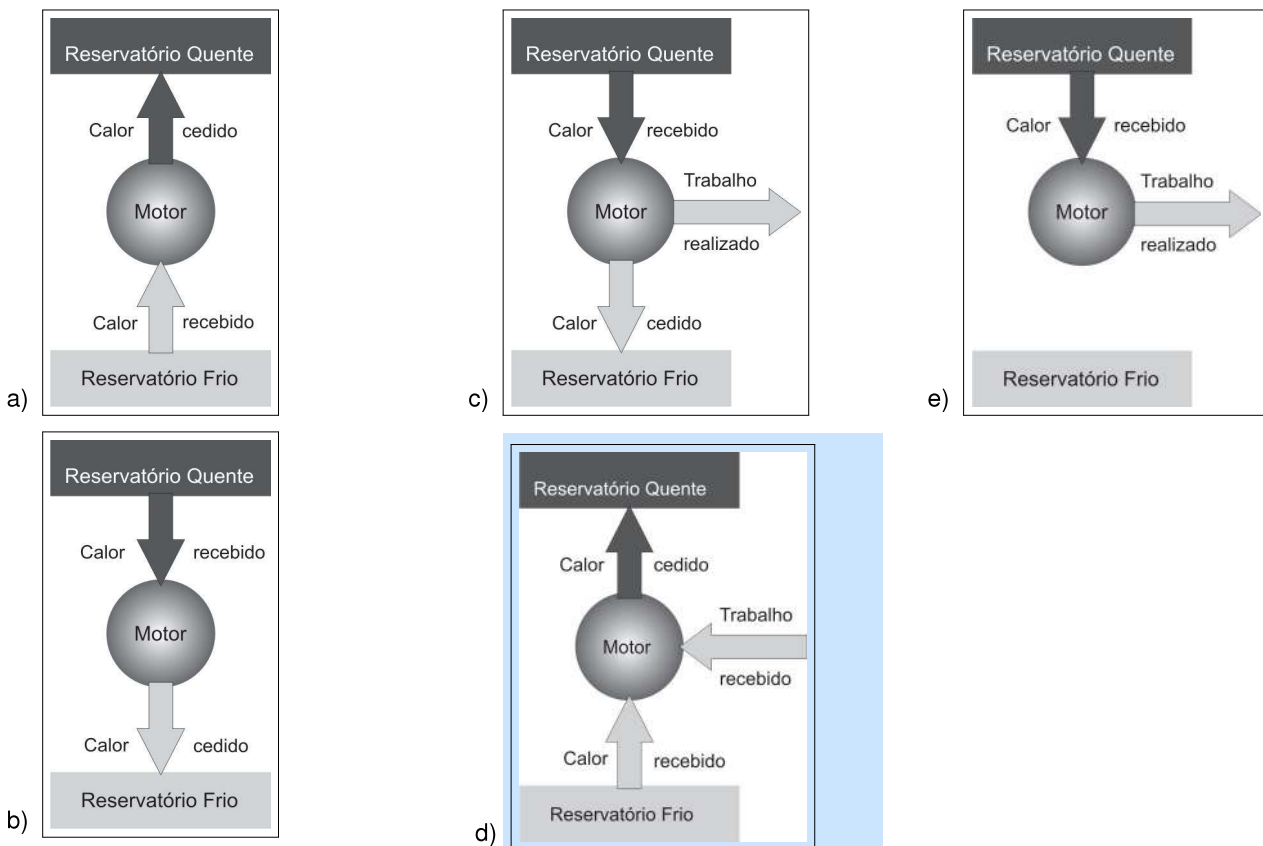 a)
Reservatório Quente
Calor cedido
Motor
Calor recebido
Reservatório Frio
b)
Reservatório Quente
Calor recebido
Motor
Calor cedido
Reservatório Frio
c)
Reservatório Quente
Calor recebido
Trabalho
Motor
realizado
Calor cedido
Reservatório Frio
d)
Reservatório Quente
Calor cedido
Trabalho
Motor
recebido
Calor recebido
Reservatório Frio
e)
Reservatório Quente
Calor recebido
Trabalho
Motor
realizado
Reservatório Frio